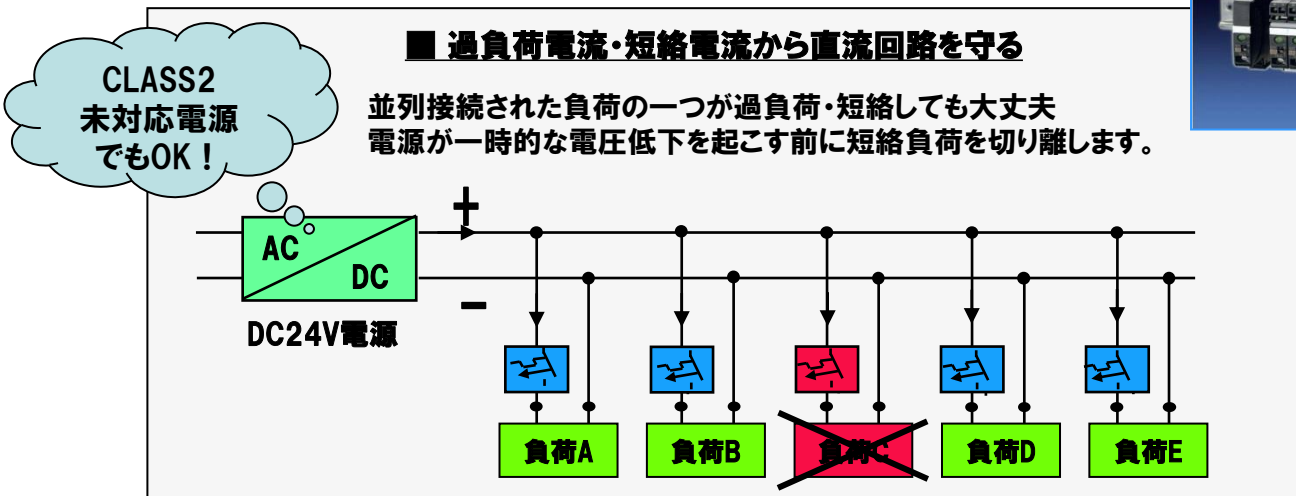 CLASS2
未対応電源
でもOK！
■ 過負荷電流・短絡電流から直流回路を守る
並列接続された負荷の一つが過負荷・短絡しても大丈夫
電源が一時的な電圧低下を起こす前に短絡負荷を切り離します。
+
AC
DC
−
DC24V電源
負荷A
負荷B
負荷C
負荷D
負荷E